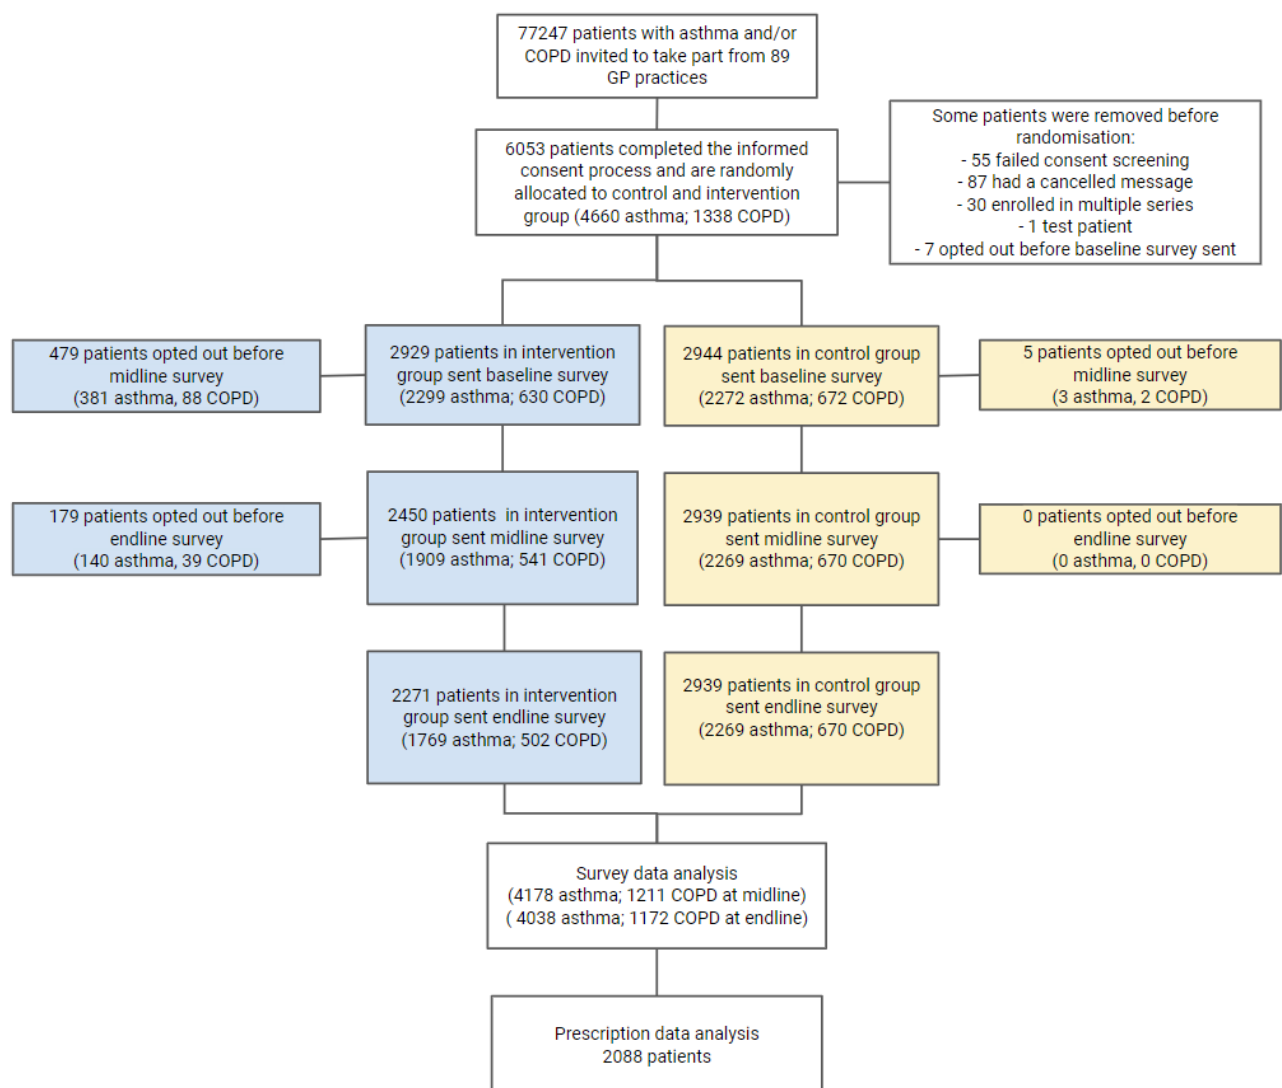 77247 patients with asthma and/or
COPD invited to take part from 89
GP practices
6053 patients completed the informed
consent process and are randomly
allocated to control and intervention
group (4660 asthma; 1338 COPD)
Some patients were removed before
randomisation:
- 55 failed consent screening
- 87 had a cancelled message
- 30 enrolled in multiple series
- 1 test patient
- 7 opted out before baseline survey sent
479 patients opted out before
midline survey
(381 asthma, 88 COPD)
2929 patients in intervention
group sent baseline survey
(2299 asthma; 630 COPD)
2944 patients in control group
sent baseline survey
(2272 asthma; 672 COPD)
5 patients opted out before
midline survey
(3 asthma, 2 COPD)
179 patients opted out before
endline survey
(140 asthma, 39 COPD)
2450 patients  in intervention
group sent midline survey
(1909 asthma; 541 COPD)
2939 patients in control group
sent midline survey
(2269 asthma; 670 COPD)
0 patients opted out before
endline survey
(0 asthma, 0 COPD)
2271 patients in intervention
group sent endline survey
(1769 asthma; 502 COPD)
2939 patients in control group
sent endline survey
(2269 asthma; 670 COPD)
Survey data analysis
(4178 asthma; 1211 COPD at midline)
( 4038 asthma; 1172 COPD at endline)
Prescription data analysis
2088 patients